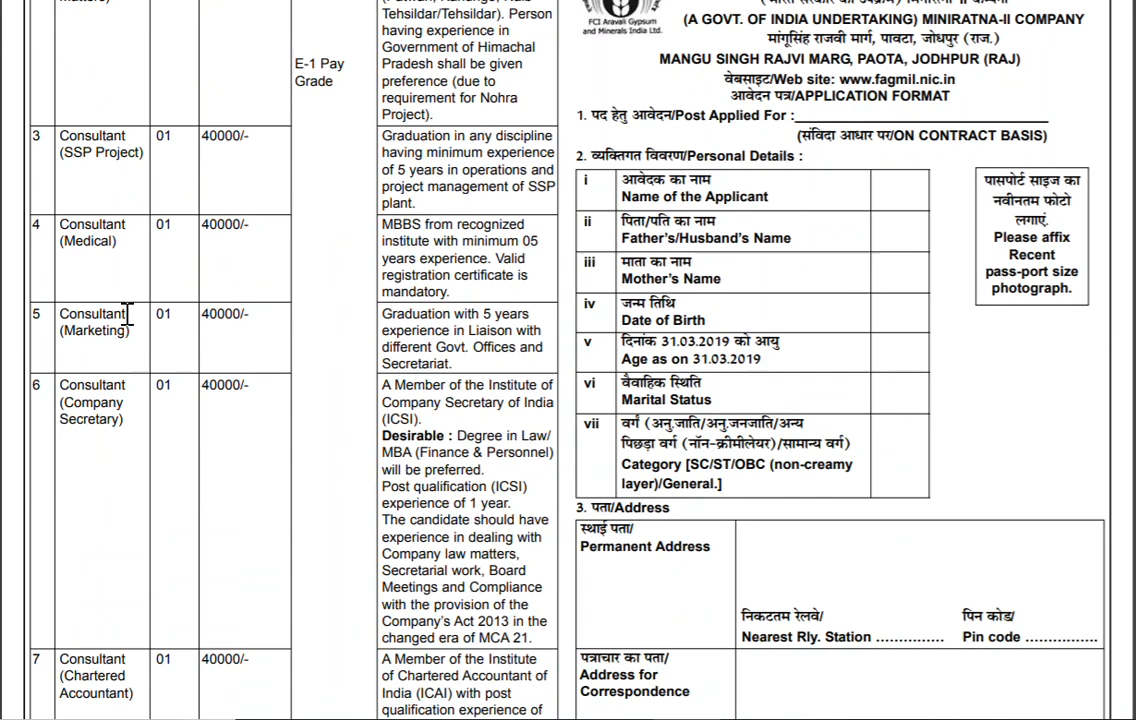 Tehsildar/Tehsildar). Person
having experience in
Government of Himachal
Pradesh shall be given
preference (due to
requirement for Nohra
Project).
E-1 Pay
Grade
3 Consultant (SSP Project) 01 40000/-
Graduation in any discipline
having minimum experience
of 5 years in operations and
project management of SSP
plant.
4 Consultant (Medical) 01 40000/-
MBBS from recognized
institute with minimum 05
years experience. Valid
registration certificate is
mandatory.
5 Consultant (Marketing) 01 40000/-
Graduation with 5 years
experience in Liaison with
different Govt. Offices and
Secretariat.
6 Consultant (Company Secretary) 01 40000/-
A Member of the Institute of
Company Secretary of India
(ICSI).
Desirable : Degree in Law/
MBA (Finance & Personnel)
will be preferred.
Post qualification (ICSI)
experience of 1 year.
The candidate should have
experience in dealing with
Company law matters,
Secretarial work, Board
Meetings and Compliance
with the provision of the
Company's Act 2013 in the
changed era of MCA 21.
7 Consultant (Chartered Accountant) 01 40000/-
A Member of the Institute
of Chartered Accountant of
India (ICAI) with post
qualification experience of
FCI Aravali Gypsum
and Minerals India Ltd.
(A GOVT. OF INDIA UNDERTAKING) MINIRATNA-II COMPANY
मांगूसिंह राजवी मार्ग, पावटा, जोधपुर (राज.)
MANGU SINGH RAJVI MARG, PAOTA, JODHPUR (RAJ)
वेबसाइट/Web site: www.fagmil.nic.in
आवेदन पत्र/APPLICATION FORMAT
1. पद हेतु आवेदन/Post Applied For :
(संविदा आधार पर/ON CONTRACT BASIS)
2. व्यक्तिगत विवरण/Personal Details :
i आवेदक का नाम
Name of the Applicant
ii पिता/पति का नाम
Father's/Husband's Name
iii माता का नाम
Mother's Name
iv जन्म तिथि
Date of Birth
v दिनांक 31.03.2019 को आयु
Age as on 31.03.2019
vi वैवाहिक स्थिति
Marital Status
vii वर्ग (अनु.जाति/अनु.जनजाति/अन्य
पिछड़ा वर्ग (नॉन-क्रीमीलेयर)/सामान्य वर्ग)
Category [SC/ST/OBC (non-creamy
layer)/General.]
पासपोर्ट साइज का
नवीनतम फोटो
लगाएं.
Please affix
Recent
pass-port size
photograph.
3. पता/Address
स्थाई पता/
Permanent Address
निकटतम रेलवे/ पिन कोड/
Nearest Rly. Station ............... Pin code ................
पत्राचार का पता/
Address for
Correspondence